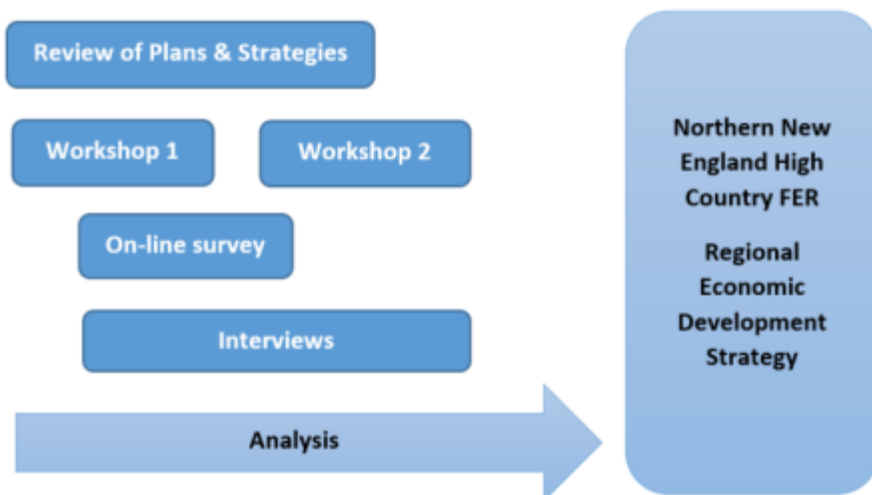 Review of Plans & Strategies
Workshop 1
Workshop 2
On-line survey
Interviews
Analysis
Northern New
England High
Country FER
Regional
Economic
Development
Strategy